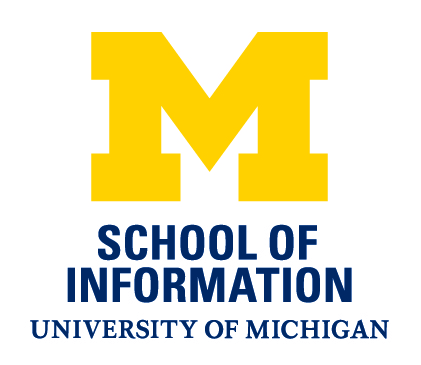 M
SCHOOL OF
INFORMATION
UNIVERSITY OF MICHIGAN